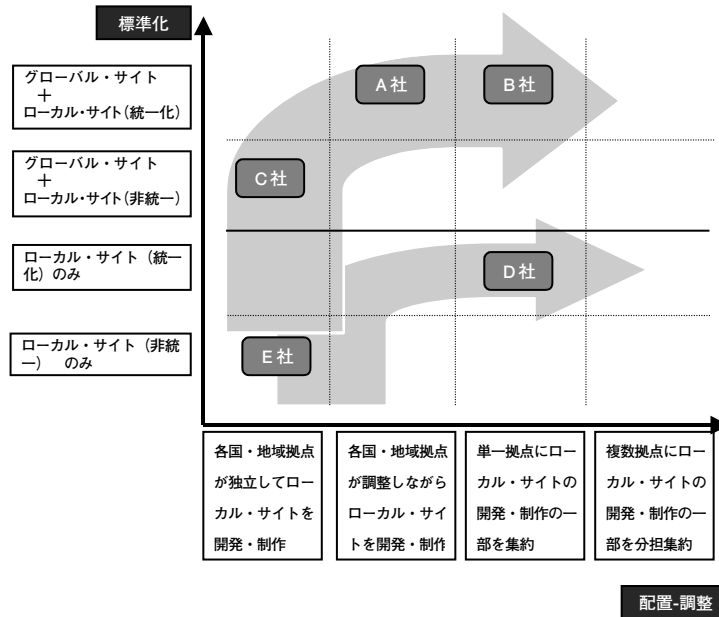 標準化
グローバル・サイト
＋
ローカル・サイト（統一化）
グローバル・サイト
＋
ローカル・サイト（非統一）
ローカル・サイト（統一
化）のみ
ローカル・サイト（非統
一）　のみ
A社
B社
C社
D社
E社
各国・地域拠点
が独立してロー
カル・サイトを
開発・制作
各国・地域拠点
が調整しながら
ローカル・サイ
トを開発・制作
単一拠点にロー
カル・サイトの
開発・制作の一
部を集約
複数拠点にロー
カル・サイトの
開発・制作の一
部を分担集約
配置-調整